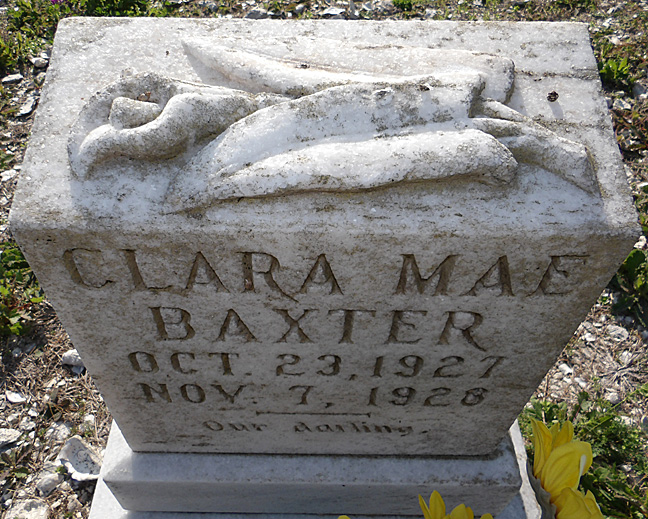 CLARA MAE
BAXTER
OCT. 23, 1927
NOV. 7, 1928
Our darling.